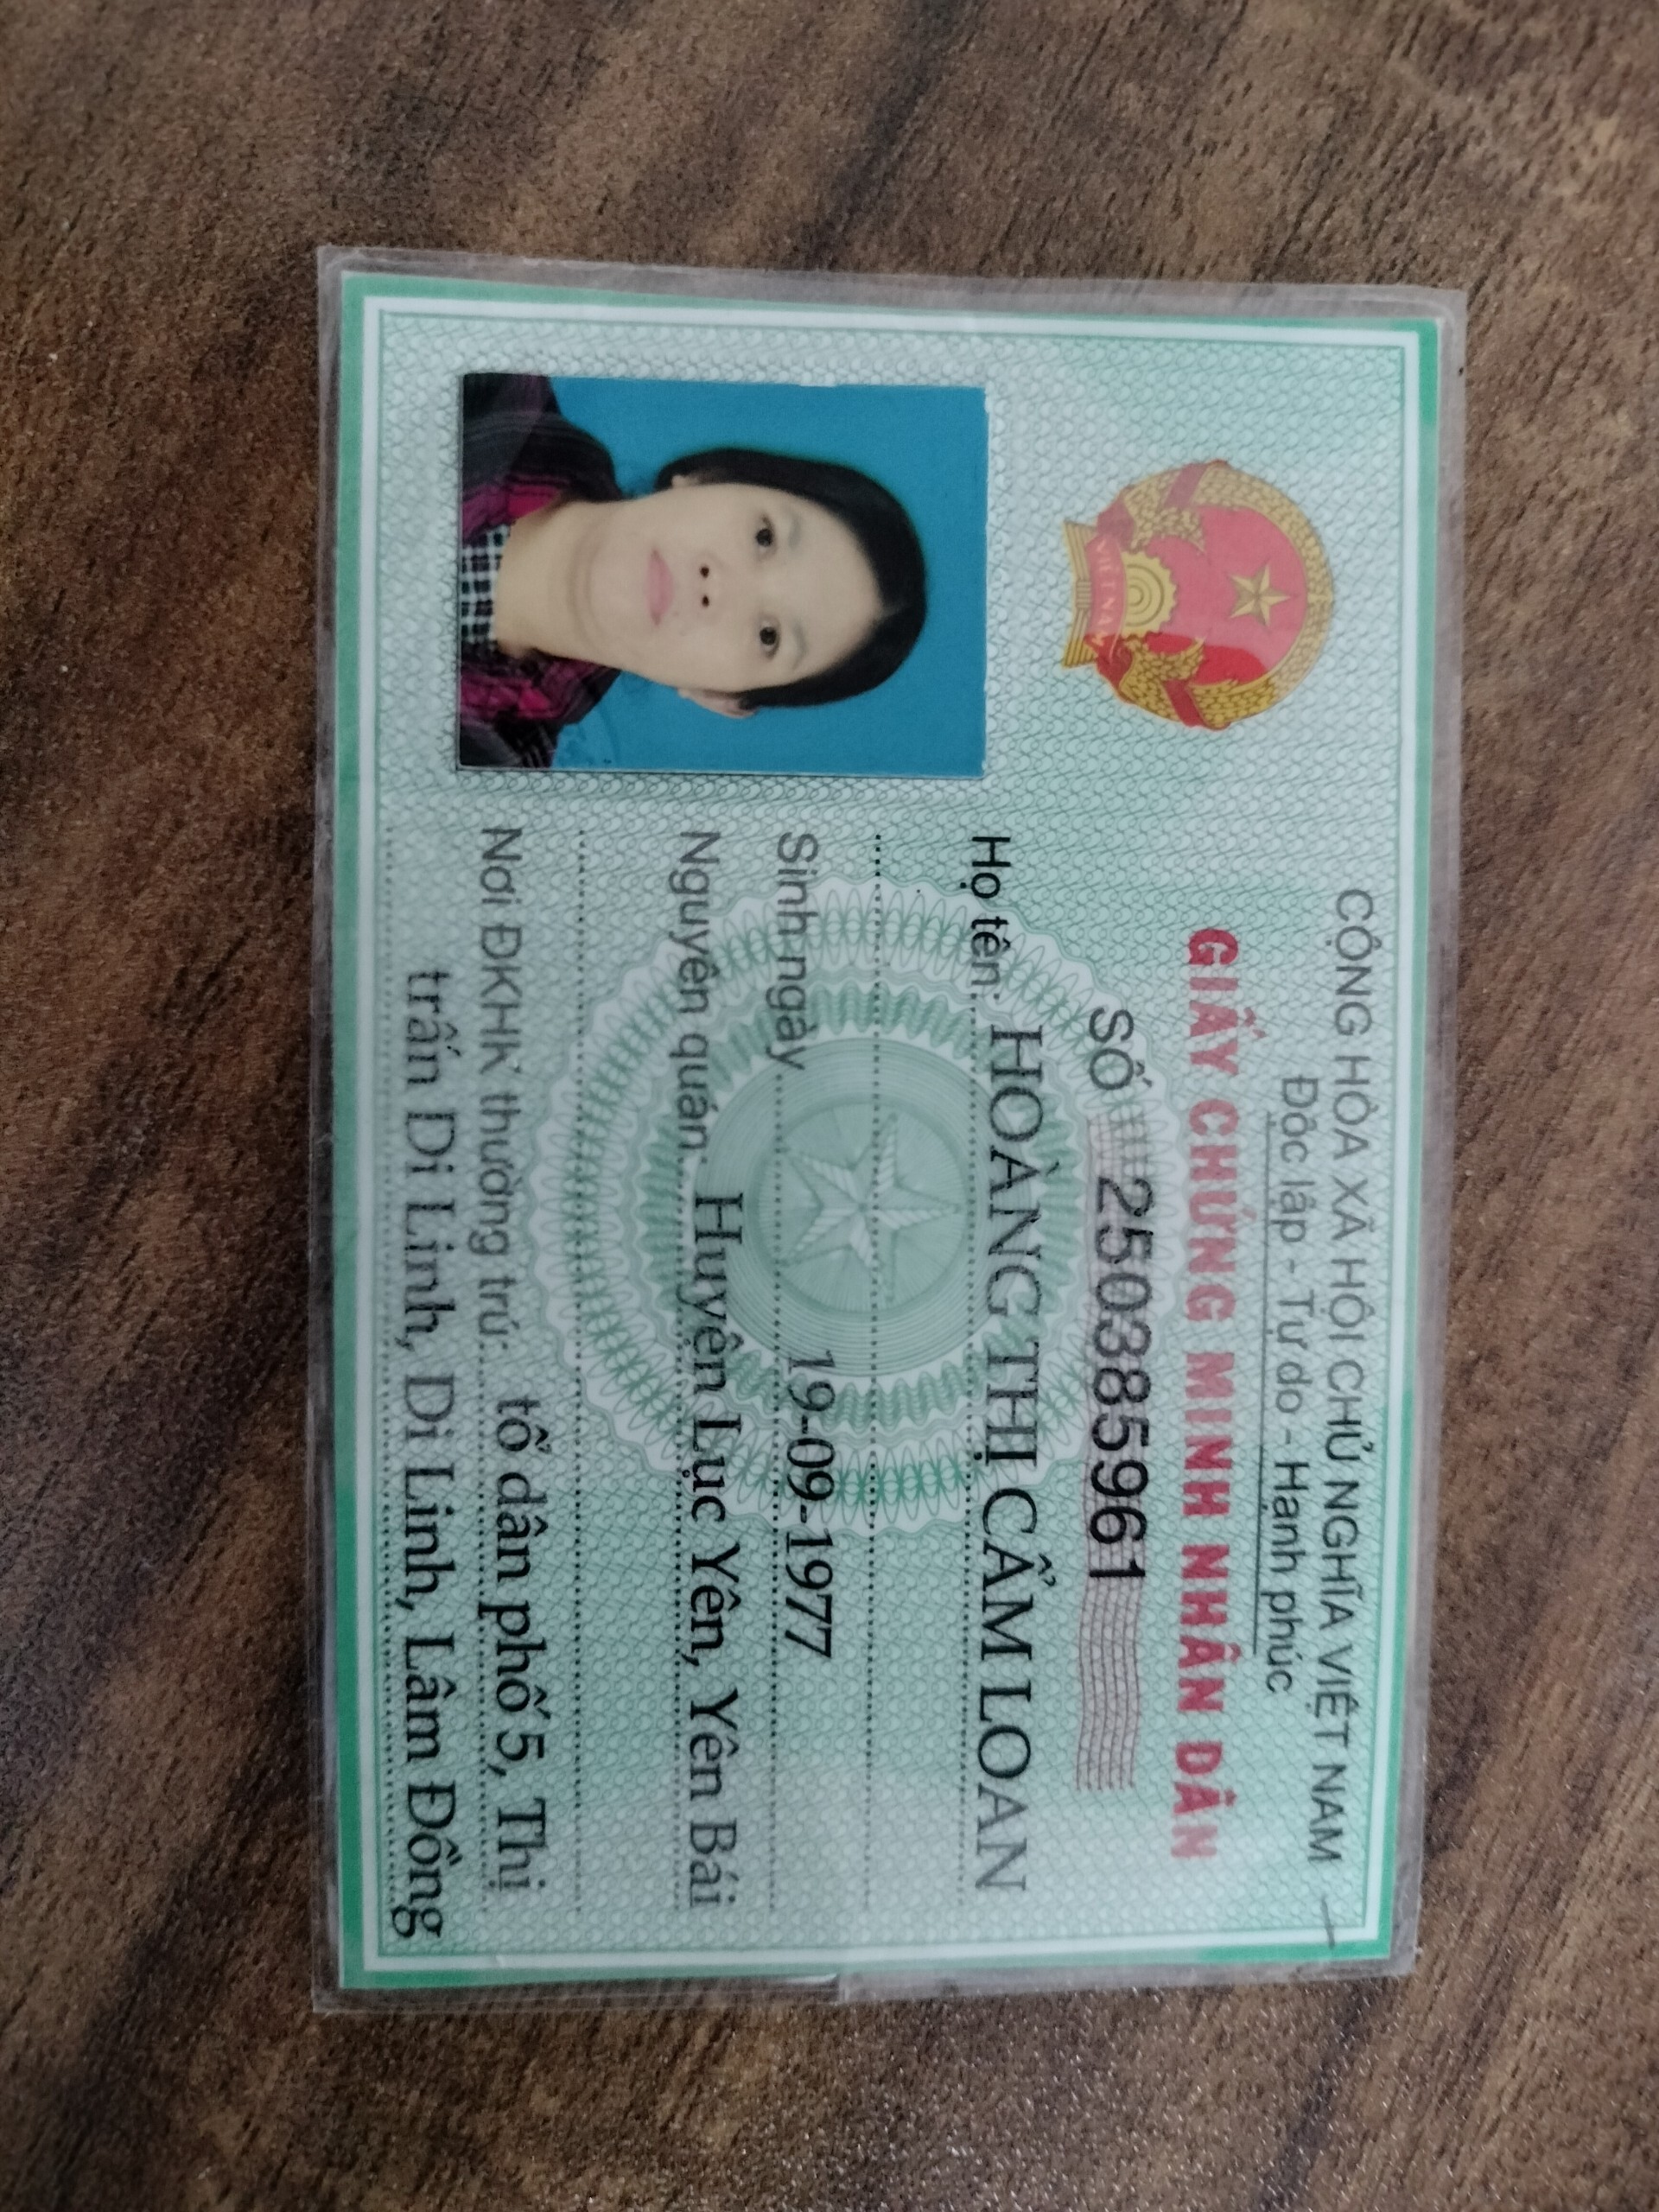 CỘNG HÒA XÃ HỘI CHỦ NGHĨA VIỆT NAM
Độc lập - Tự do - Hạnh phúc
GIẤY CHỨNG MINH NHÂN DÂN
SỐ 250385961
Họ tên: HOÀNG THỊ CẨM LOAN
Sinh ngày 19-09-1977
Nguyên quán: Huyện Lục Yên, Yên Bái
Nơi ĐKHK thường trú: tổ dân phố 5, Thị
trấn Di Linh, Di Linh, Lâm Đồng
VIỆT NAM